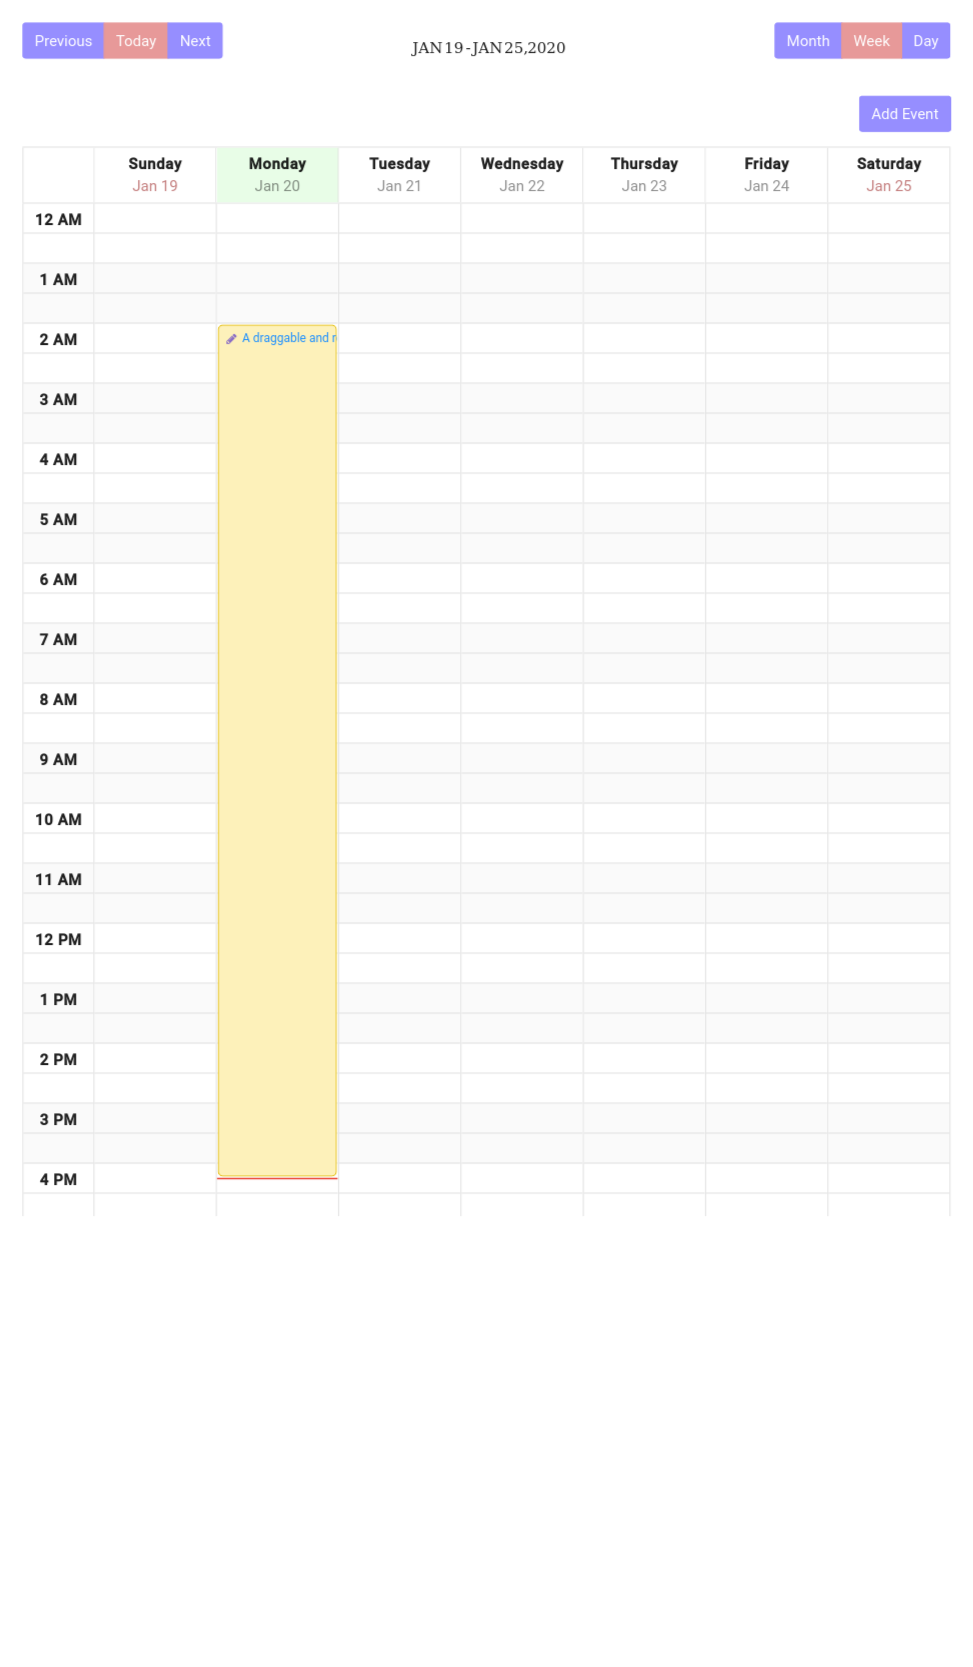 Previous Today Next
JAN 19 - JAN 25, 2020
Month Week Day
Add Event
Sunday Monday Tuesday Wednesday Thursday Friday Saturday
Jan 19 Jan 20 Jan 21 Jan 22 Jan 23 Jan 24 Jan 25
12 AM
1 AM
2 AM
A draggable and r
3 AM
4 AM
5 AM
6 AM
7 AM
8 AM
9 AM
10 AM
11 AM
12 PM
1 PM
2 PM
3 PM
4 PM